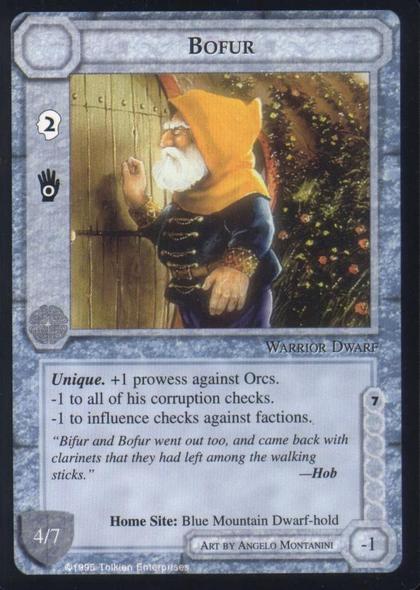 BOFUR
2
0
WARRIOR DWARF
Unique. +1 prowess against Orcs.
-1 to all of his corruption checks.
-1 to influence checks against factions.
"Bifur and Bofur went out too, and came back with
clarinets that they had left among the walking
sticks." —Hob
7
Home Site: Blue Mountain Dwarf-hold
4/7
ART BY ANGELO MONTANINI
-1
©1995 Tolkien Enterprises